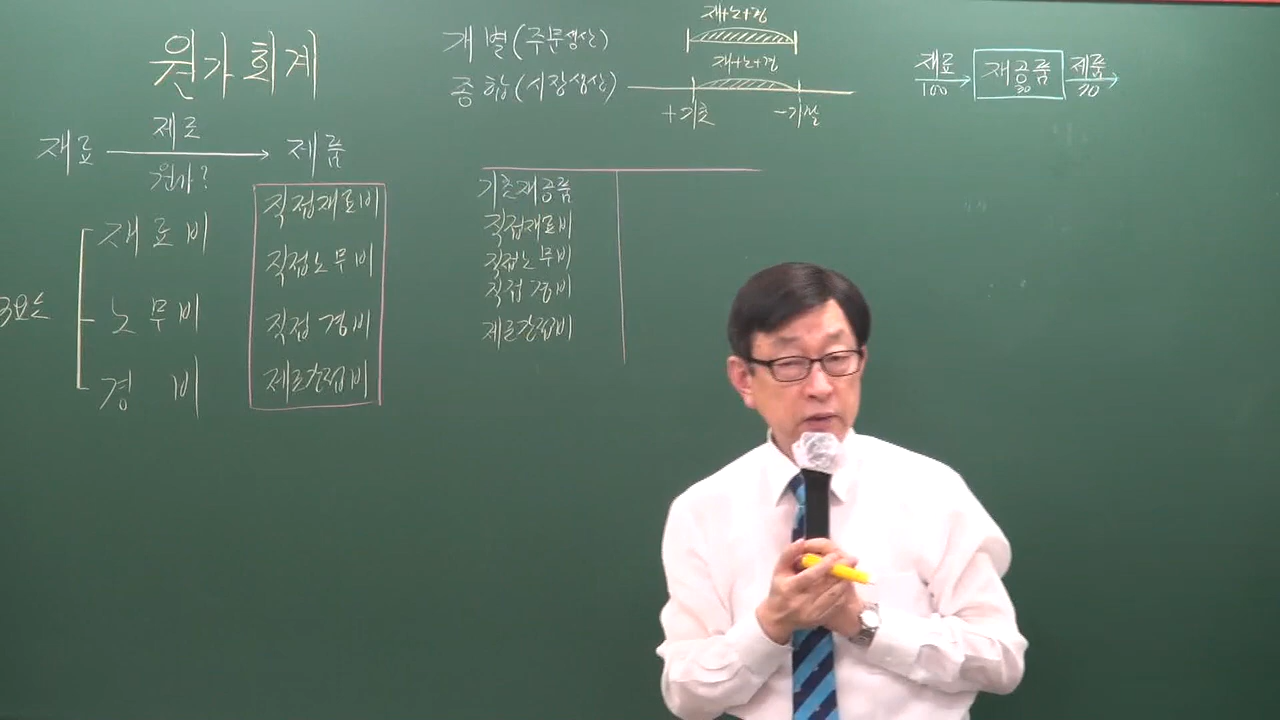 원가회계
재료 제조 제품
원가?
3요소
재료비
노무비
경비
직접재료비
직접노무비
직접경비
제조간접비
개별(주문생산) 재+노+경
종합(시장생산) 재+노+경
+기초 -기말
기초재공품
직접재료비
직접노무비
직접경비
제조간접비
재료 재공품 제품
100 30 70